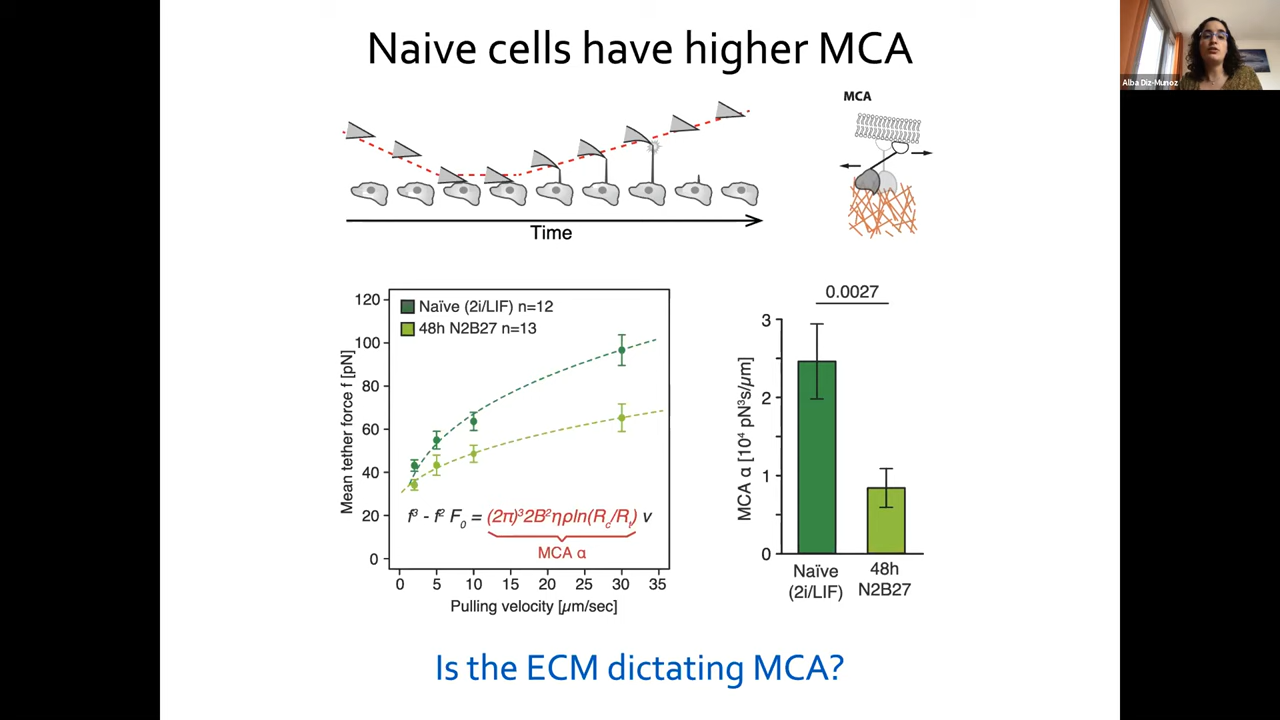 Naive cells have higher MCA
Alba Diz-Munoz
MCA
Time
Naïve (2i/LIF) n=12
48h N2B27 n=13
Mean tether force f [pN]
120
100
80
60
40
20
0
f³ - f² F₀ = (2π)³2B²ηρln(R꜀/Rₜ) v
MCA α
0 5 10 15 20 25 30 35
Pulling velocity [µm/sec]
0.0027
MCA α [10⁴ pN³s/µm]
3
2
1
0
Naïve
(2i/LIF)
48h
N2B27
Is the ECM dictating MCA?